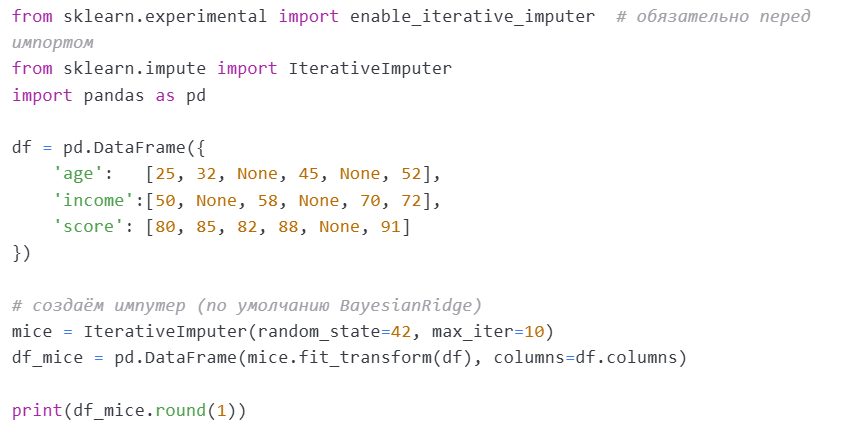 from sklearn.experimental import enable_iterative_imputer  # обязательно перед
импортом
from sklearn.impute import IterativeImputer
import pandas as pd

df = pd.DataFrame({
    'age':   [25, 32, None, 45, None, 52],
    'income':[50, None, 58, None, 70, 72],
    'score': [80, 85, 82, 88, None, 91]
})

# создаём импутер (по умолчанию BayesianRidge)
mice = IterativeImputer(random_state=42, max_iter=10)
df_mice = pd.DataFrame(mice.fit_transform(df), columns=df.columns)

print(df_mice.round(1))